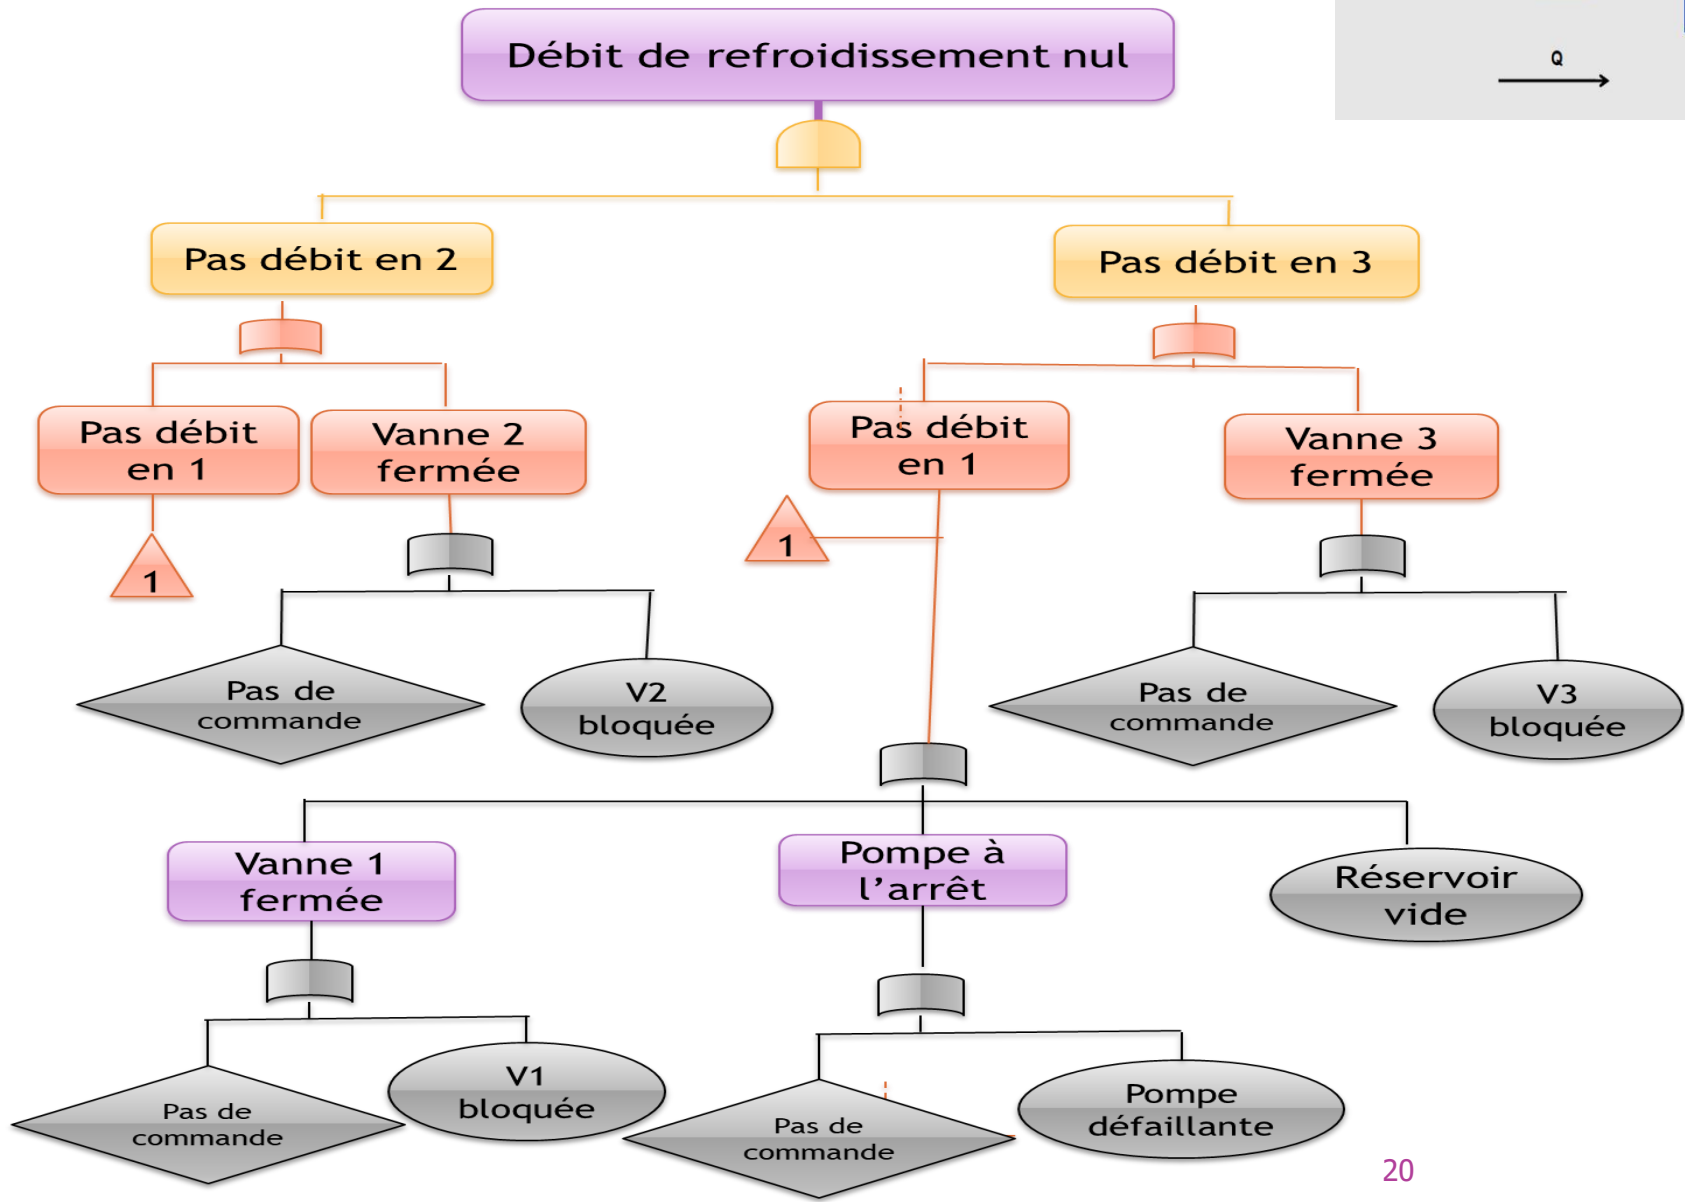 Débit de refroidissement nul
Q
Pas débit en 2
Pas débit en 3
Pas débit
en 1
Vanne 2
fermée
Pas débit
en 1
Vanne 3
fermée
1
1
Pas de
commande
V2
bloquée
Pas de
commande
V3
bloquée
Vanne 1
fermée
Pompe à
l'arrêt
Réservoir
vide
Pas de
commande
V1
bloquée
Pas de
commande
Pompe
défaillante
20